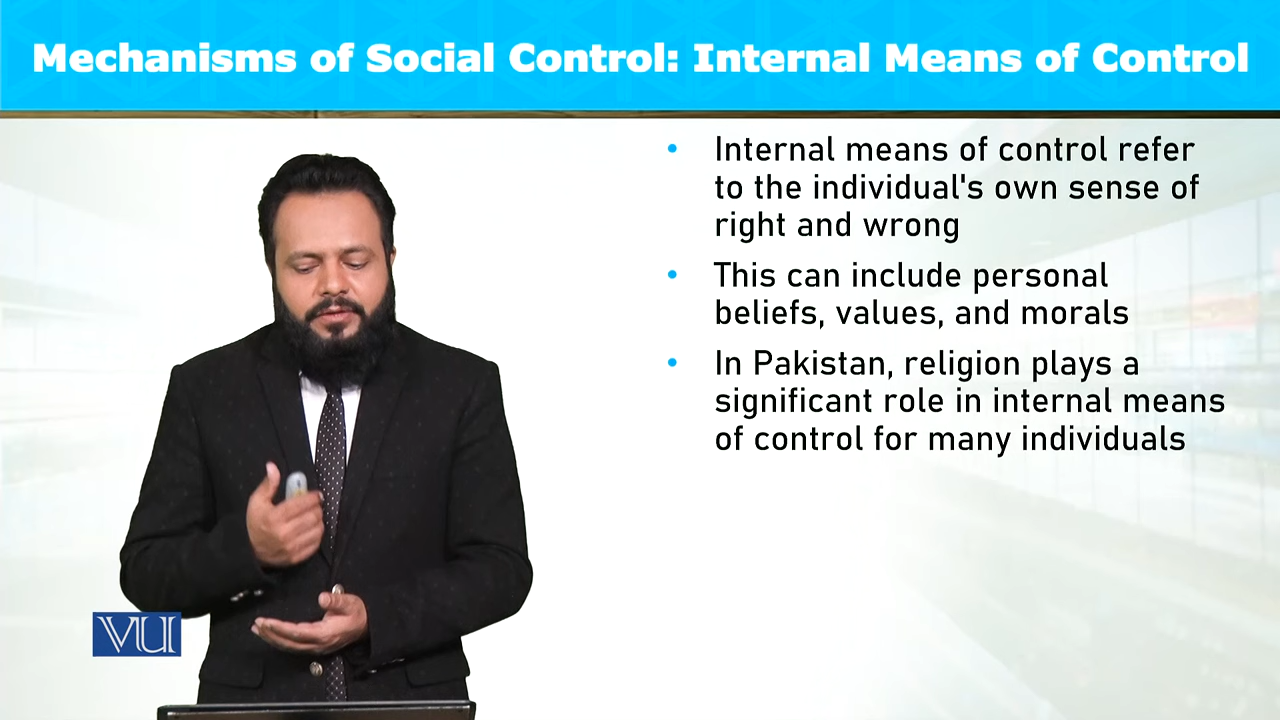 Mechanisms of Social Control: Internal Means of Control
• Internal means of control refer
to the individual's own sense of
right and wrong
• This can include personal
beliefs, values, and morals
• In Pakistan, religion plays a
significant role in internal means
of control for many individuals
VU